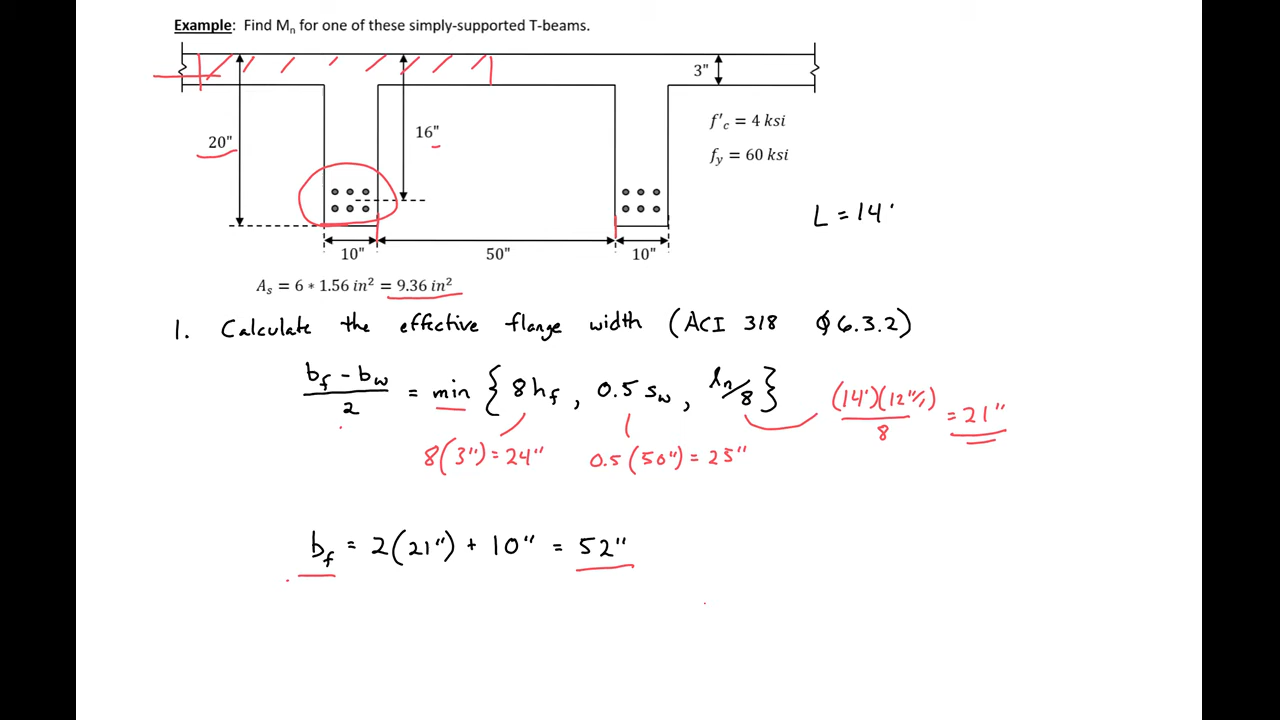 Example: Find Mn for one of these simply-supported T-beams.
3"
20"
16"
f'c = 4 ksi
fy = 60 ksi
L = 14'
10"
50"
10"
As = 6 * 1.56 in² = 9.36 in²
1. Calculate the effective flange width (ACI 318 § 6.3.2)
bf - bw / 2 = min { 8hf , 0.5 sw , ln/8 }
(14')(12"/') / 8 = 21"
8(3") = 24"
0.5(50") = 25"
bf = 2(21") + 10" = 52"